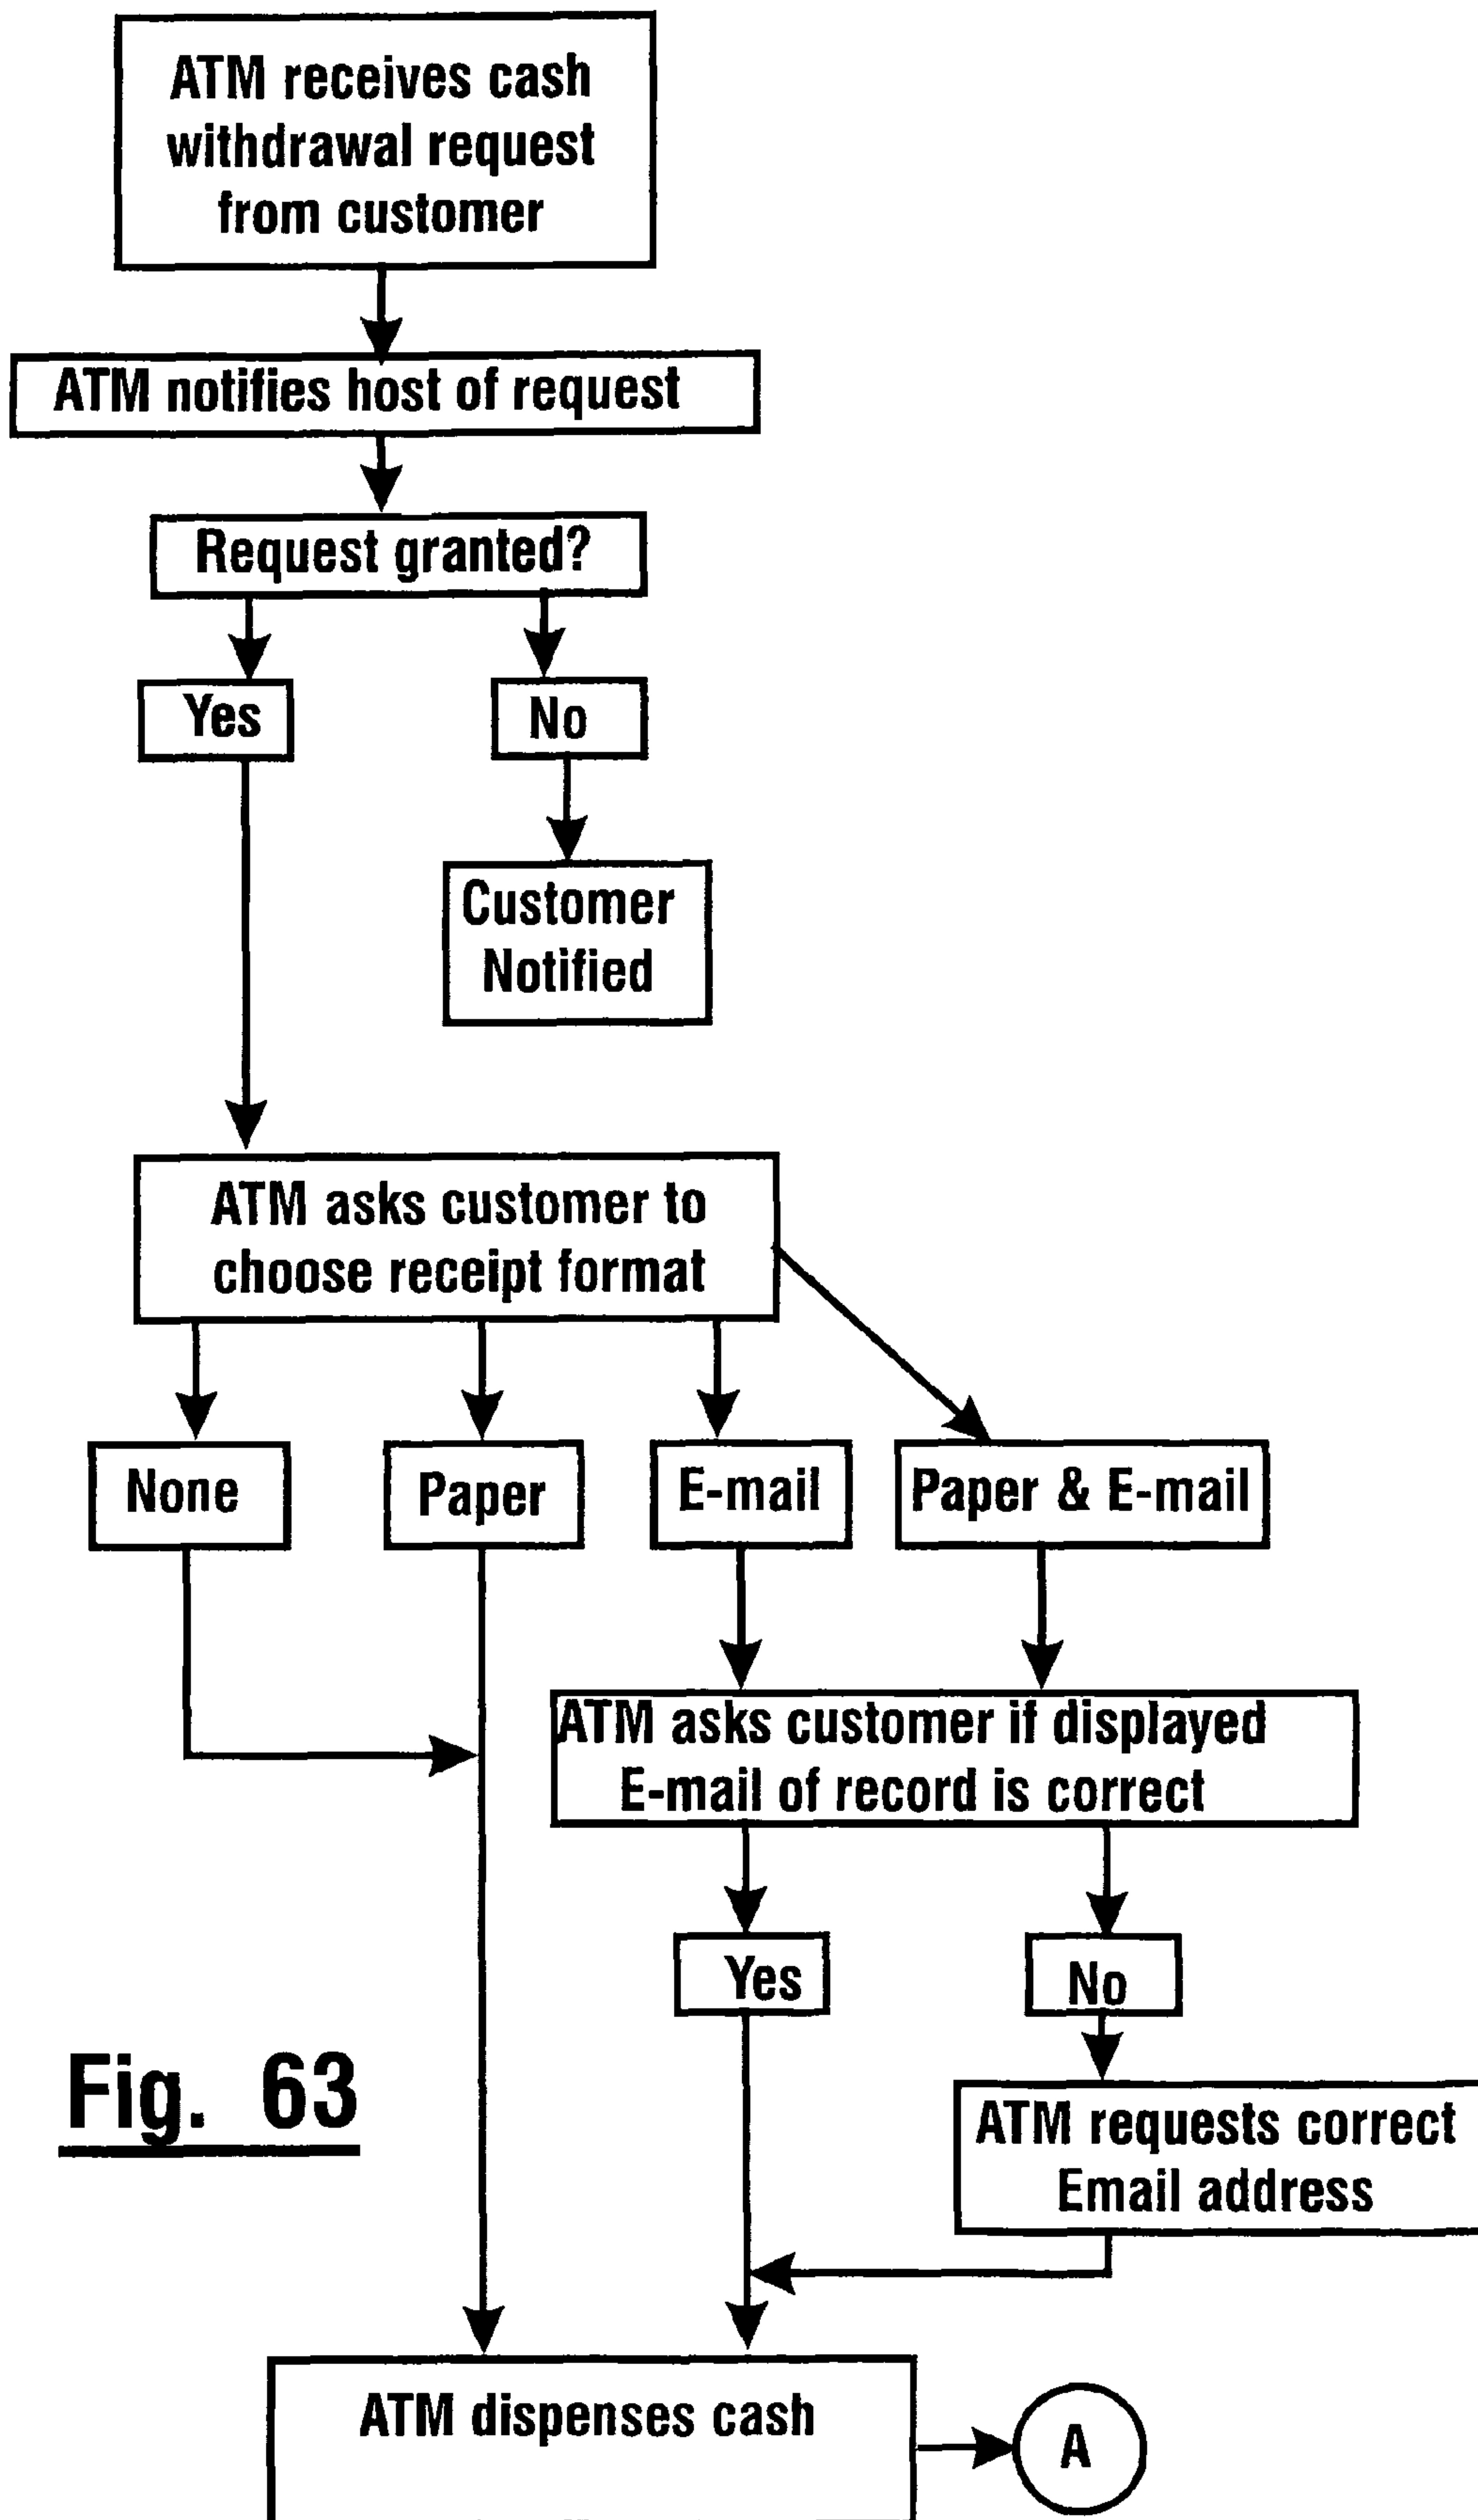 ATM receives cash
withdrawal request
from customer
ATM notifies host of request
Request granted?
Yes
No
Customer
Notified
ATM asks customer to
choose receipt format
None
Paper
E-mail
Paper & E-mail
ATM asks customer if displayed
E-mail of record is correct
Yes
No
Fig. 63
ATM requests correct
Email address
ATM dispenses cash
A